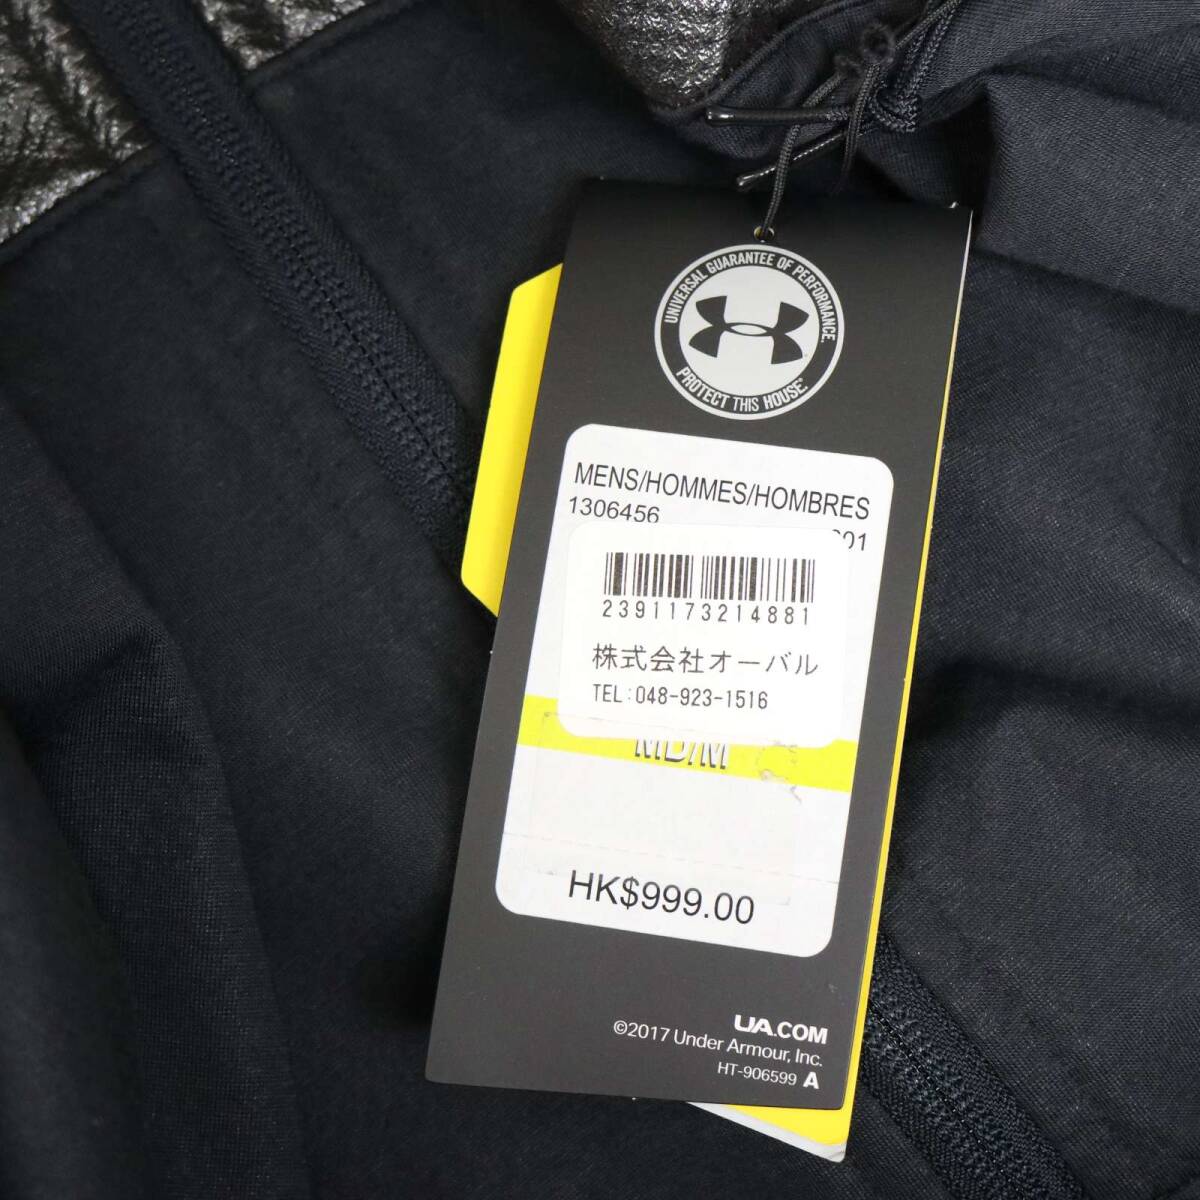 UNIVERSAL GUARANTEE OF PERFORMANCE.
PROTECT THIS HOUSE.®
MENS/HOMMES/HOMBRES
1306456
2391173214881
株式会社オーバル
TEL:048-923-1516
MD/M
HK$999.00
UA.COM
©2017 Under Armour, Inc.
HT-906599 A